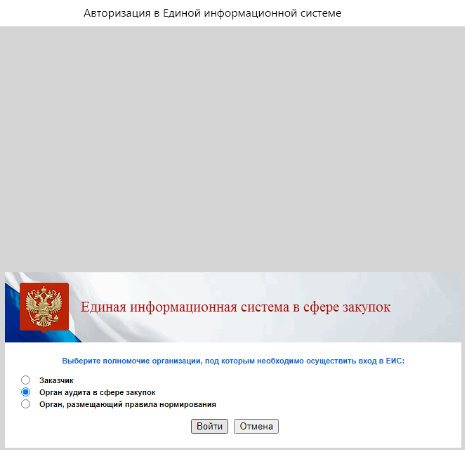 Авторизация в Единой информационной системе
Единая информационная система в сфере закупок
Выберите полномочие организации, под которым необходимо осуществить вход в ЕИС:
Заказчик
Орган аудита в сфере закупок
Орган, размещающий правила нормирования
Войти Отмена